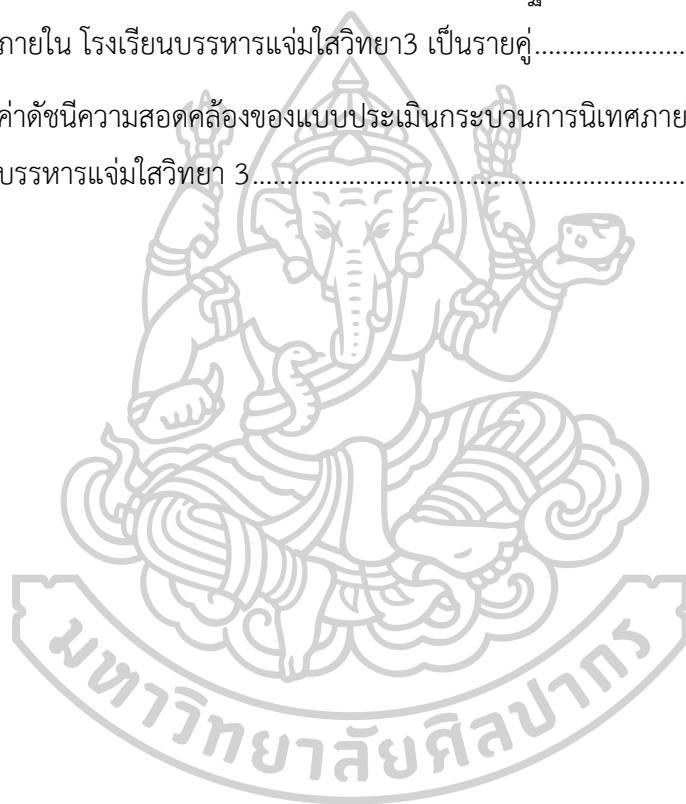 ภายใน โรงเรียนบรรหารแจ่มใสวิทยา3 เป็นรายคู่......................
ค่าดัชนีความสอดคล้องของแบบประเมินกระบวนการนิเทศภาย
บรรหารแจ่มใสวิทยา 3..................................................................
มหาวิทยาลัยศิลปากร